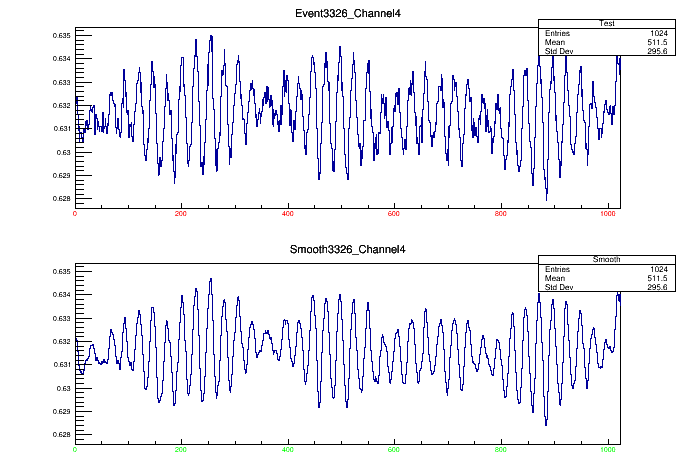 Event3326_Channel4
Test
Entries 1024
Mean 511.5
Std Dev 295.6
0.635
0.634
0.633
0.632
0.631
0.63
0.629
0.628
0 200 400 600 800 1000
Smooth3326_Channel4
Smooth
Entries 1024
Mean 511.5
Std Dev 295.6
0.635
0.634
0.633
0.632
0.631
0.63
0.629
0.628
0 200 400 600 800 1000